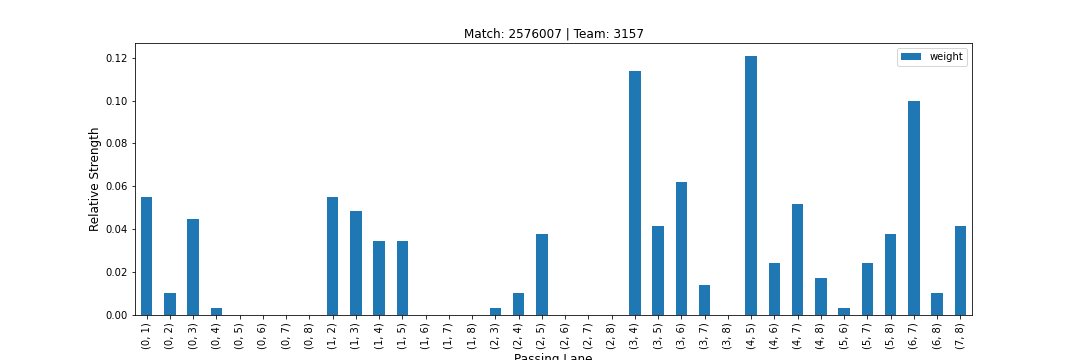 Match: 2576007 | Team: 3157
weight
Relative Strength
0.12
0.10
0.08
0.06
0.04
0.02
0.00
(0, 1) (0, 2) (0, 3) (0, 4) (0, 5) (0, 6) (0, 7) (0, 8) (1, 2) (1, 3) (1, 4) (1, 5) (1, 6) (1, 7) (1, 8) (2, 3) (2, 4) (2, 5) (2, 6) (2, 7) (2, 8) (3, 4) (3, 5) (3, 6) (3, 7) (3, 8) (4, 5) (4, 6) (4, 7) (4, 8) (5, 6) (5, 7) (5, 8) (6, 7) (6, 8) (7, 8)
Passing Lane